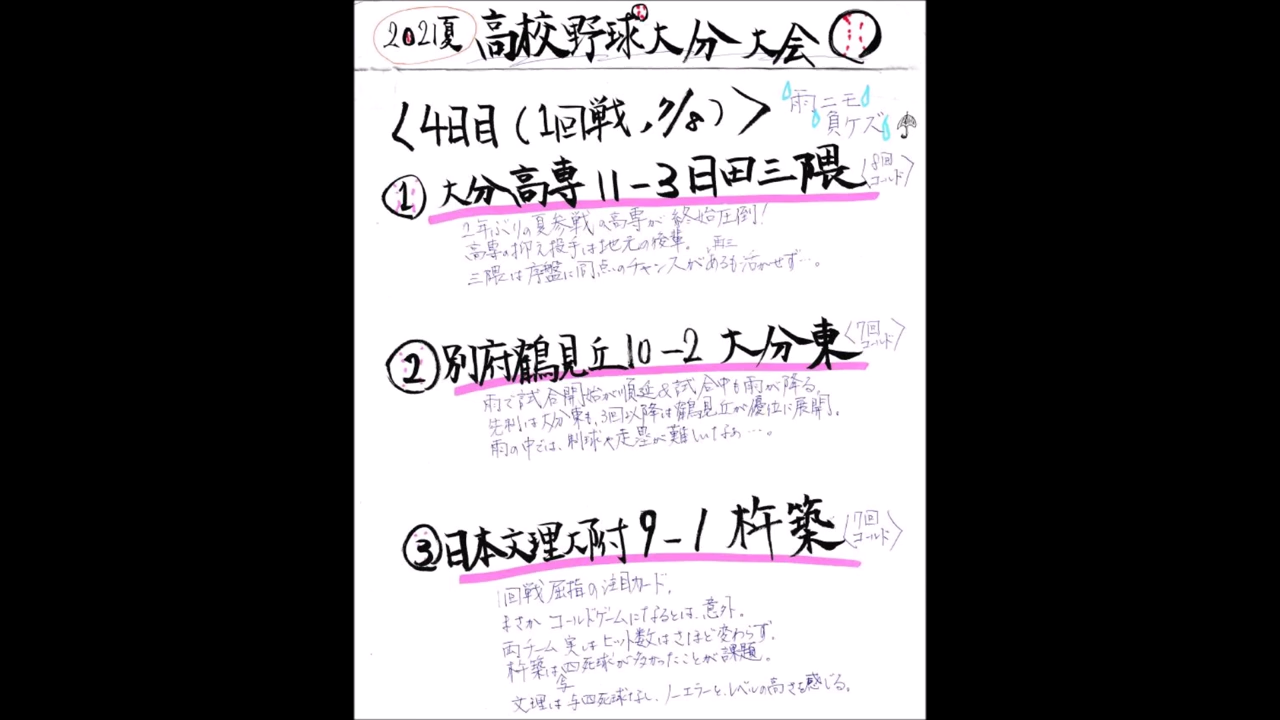 2021夏 高校野球大分大会
〈4日目(1回戦,7/8)〉
雨ニモ
負ケズ
① 大分高専 11-3 日田三隈 〈8回コールド〉
2年ぶりの夏参戦の高専が終始圧倒!
高専の抑え投手は地元の後輩。
三隈は序盤に同点のチャンスがあるも活かせず…。
② 別府鶴見丘 10-2 大分東 〈7回コールド〉
雨で試合開始が順延&試合中も雨が降る。
先制は大分東も、3回以降は鶴見丘が優位に展開。
雨の中では、制球や走塁が難しいなぁ…。
③ 日本文理大附 9-1 杵築 〈7回コールド〉
1回戦屈指の注目カード。
まさかコールドゲームになるとは、意外。
両チーム実はヒット数はさほど変わらず。
杵築は四死球が多かったことが課題。
文理は与四死球なし、ノーエラーと、レベルの高さを感じる。